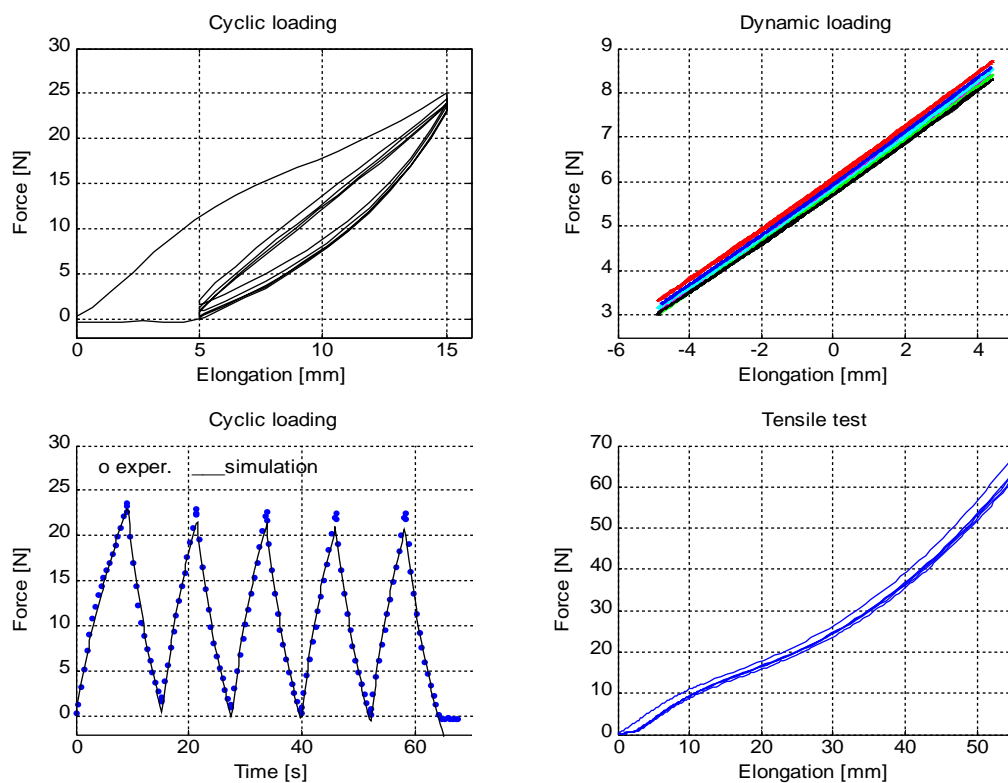 Cyclic loading
30
25
20
15
10
5
0
0 5 10 15
Force [N]
Elongation [mm]
Dynamic loading
9
8
7
6
5
4
3
-6 -4 -2 0 2 4
Force [N]
Elongation [mm]
Cyclic loading
30
25
20
15
10
5
0
0 20 40 60
o exper. ___simulation
Force [N]
Time [s]
Tensile test
70
60
50
40
30
20
10
0
0 10 20 30 40 50
Force [N]
Elongation [mm]